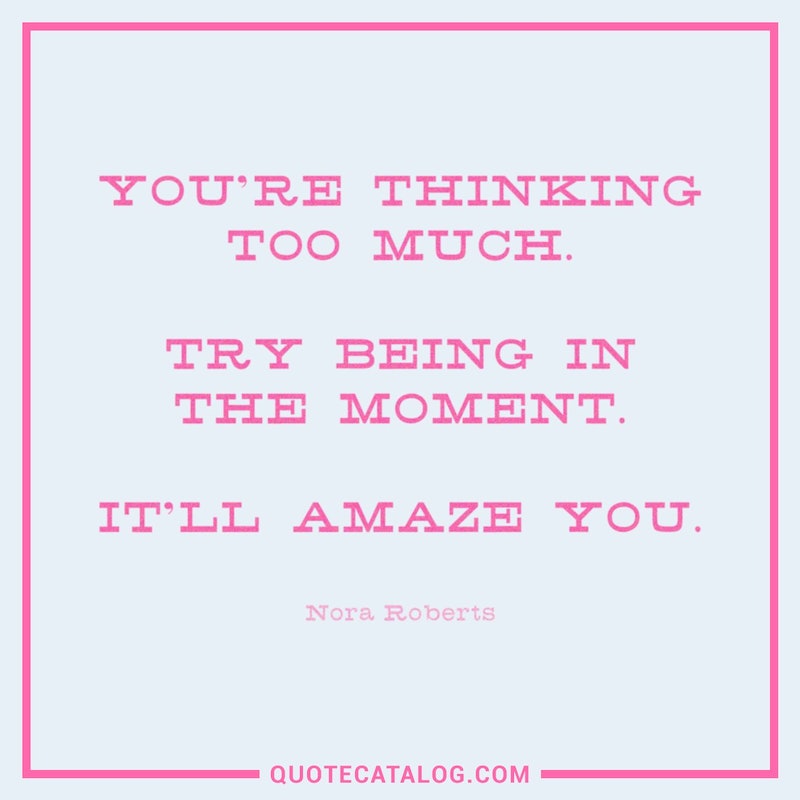 YOU’RE THINKING
TOO MUCH.
TRY BEING IN
THE MOMENT.
IT’LL AMAZE YOU.
Nora Roberts
QUOTECATALOG.COM